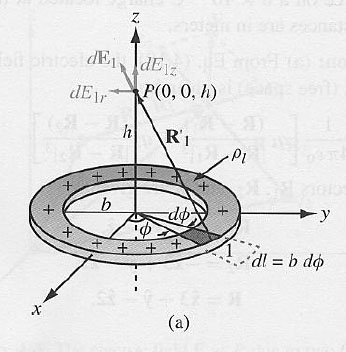 z
dE₁
dE₁z
dE₁r
P(0, 0, h)
h
R'₁
ρl
b
dϕ
y
ϕ
1
dl = b dϕ
x
(a)